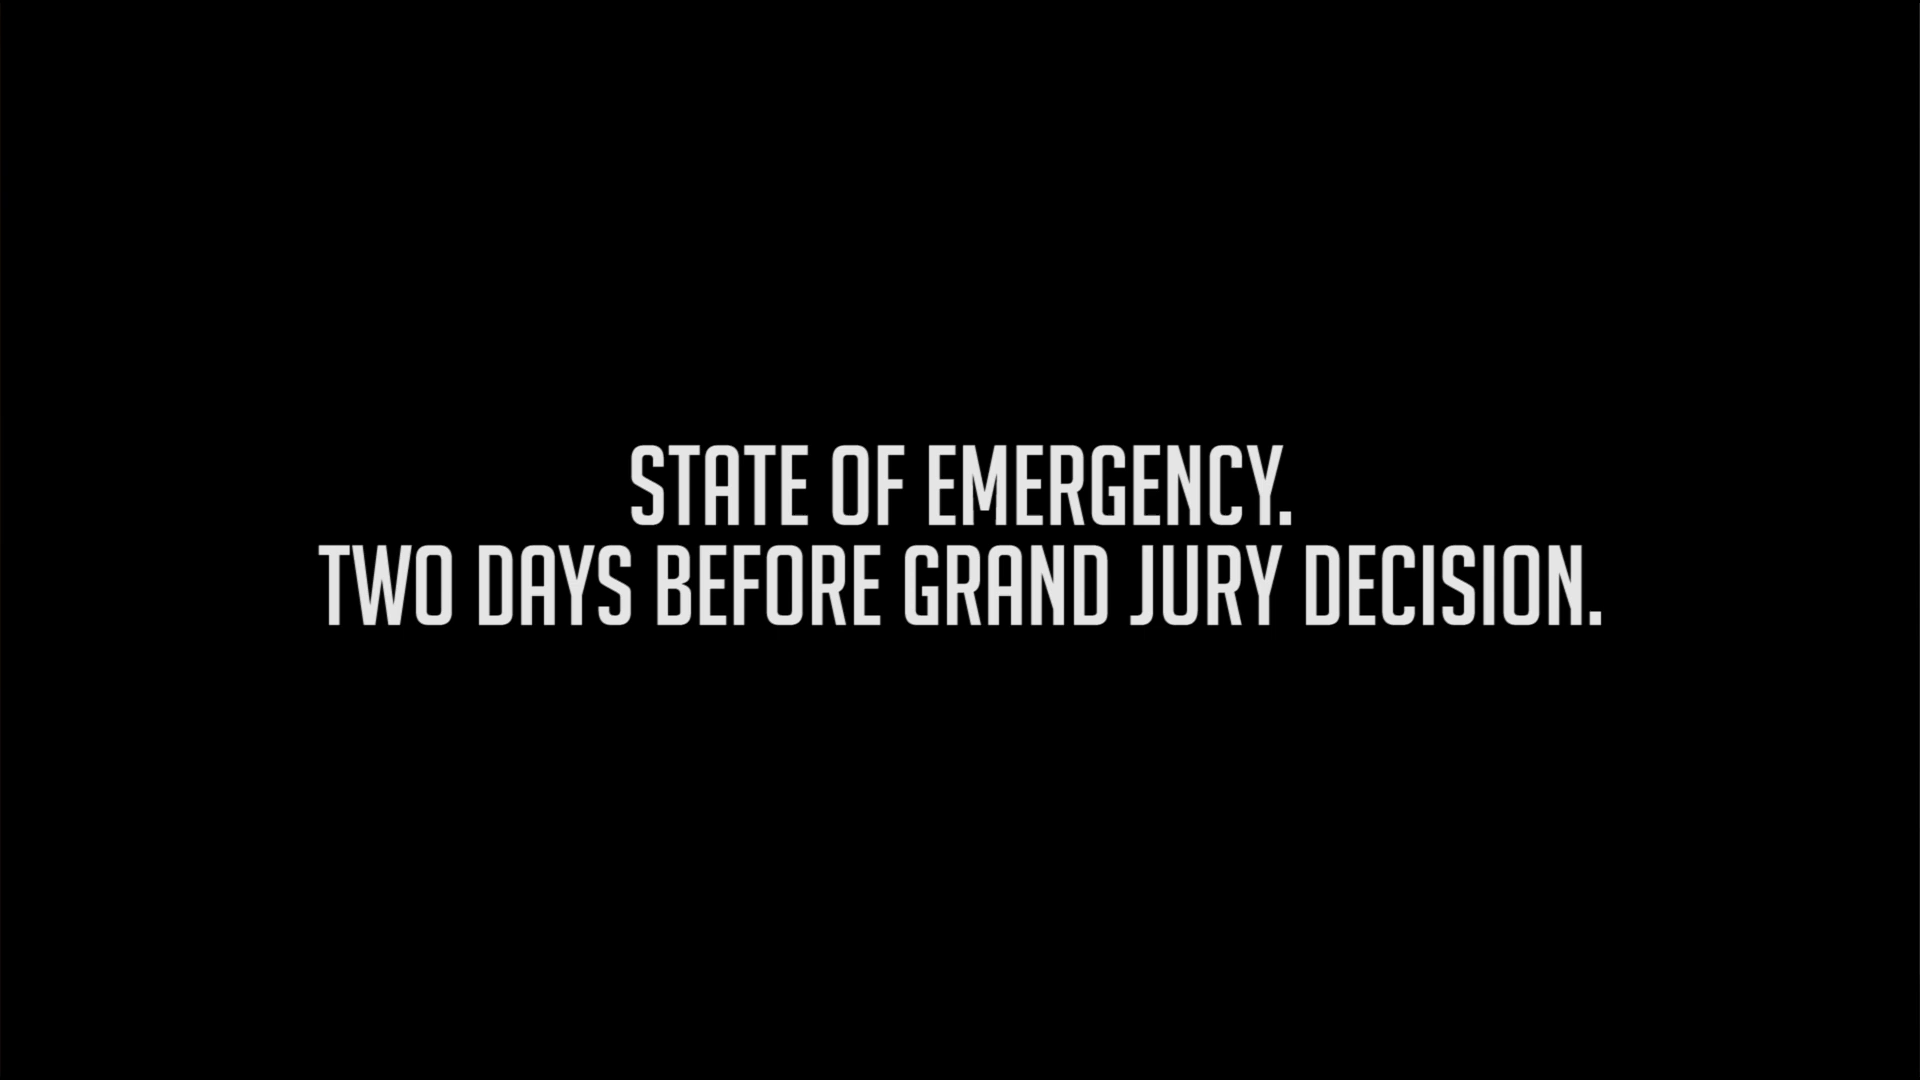 STATE OF EMERGENCY.
TWO DAYS BEFORE GRAND JURY DECISION.